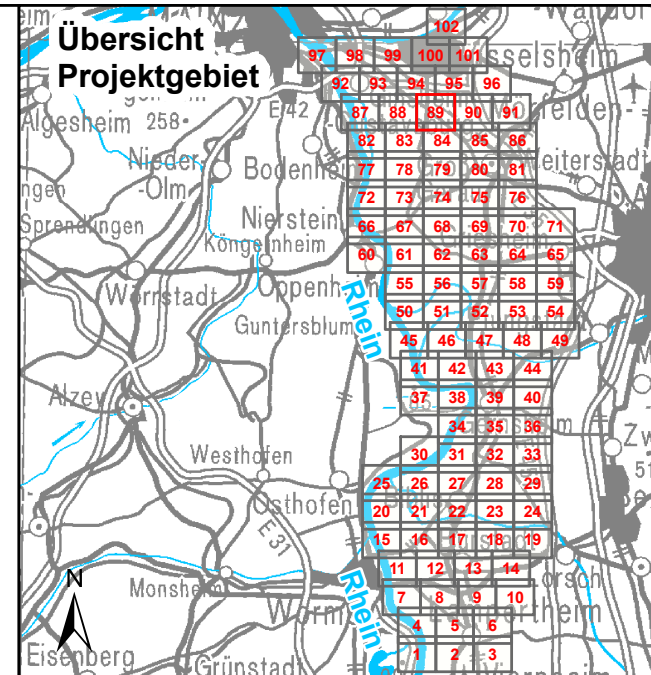 Übersicht
Projektgebiet
102
97 98 99 100 101
sselsheim
92 93 94 95 96
87 88 89 90 91
Algesheim 258
E 42
82 83 84 85 86
Nieder-
-Olm
Bodenheim
77 78 79 80 81
72 73 74 75 76
Sprendlingen
Nierstein
66 67 68 69 70 71
Köngernheim
60 61 62 63 64 65
Wörrstadt
Oppenheim
55 56 57 58 59
Rhein
50 51 52 53 54
Guntersblum
45 46 47 48 49
41 42 43 44
Alzey
37 38 39 40
34 35 36
Westhofen
30 31 32 33
25 26 27 28 29
Osthofen
20 21 22 23 24
E 31
15 16 17 18 19
11 12 13 14
N
Monsheim
Lorsch
Rhein
7 8 9 10
Worms
4 5 6
Eisenberg
Grünstadt
1 2 3